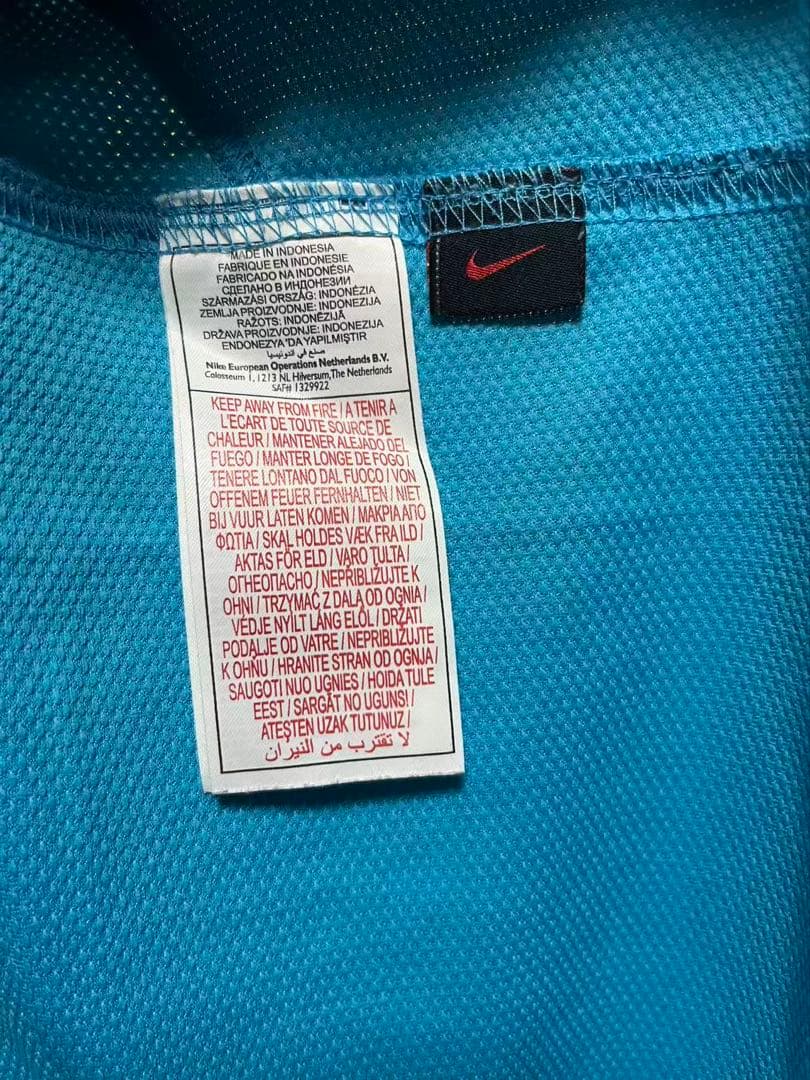 MADE IN INDONESIA
FABRIQUE EN INDONESIE
FABRICADO NA INDONÉSIA
СДЕЛАНО В ИНДОНЕЗИИ
SZÁRMAZÁSI ORSZÁG: INDONÉZIA
ZEMLJA PROIZVODNJE: INDONEZIJA
RAŽOTS: INDONĒZIJĀ
DRŽAVA PROIZVODNJE: INDONEZIJA
ENDONEZYA'DA YAPILMIŞTIR
صنع في اندونيسيا
Nike European Operations Netherlands B.V.
Colosseum 1, 1213 NL Hilversum, The Netherlands
SAF# 1329922
KEEP AWAY FROM FIRE / A TENIR A
L'ECART DE TOUTE SOURCE DE
CHALEUR / MANTENER ALEJADO DEL
FUEGO / MANTER LONGE DE FOGO /
TENERE LONTANO DAL FUOCO / VON
OFFENEM FEUER FERNHALTEN / NIET
BIJ VUUR LATEN KOMEN / ΜΑΚΡΙΑ ΑΠΟ
ΦΩΤΙΑ / SKAL HOLDES VÆK FRA ILD /
AKTAS FÖR ELD / VARO TULTA /
ОГНЕОПАСНО / NEPŘIBLIŽUJTE K
OHNI / TRZYMAĆ Z DALA OD OGNIA /
VÉDJE NYÍLT LÁNG ELŐL / DRŽATI
PODALJE OD VATRE / NEPRIBLIŽUJTE
K OHŇU / HRANITE STRAN OD OGNJA /
SAUGOTI NUO UGNIES / HOIDA TULE
EEST / SARGĀT NO UGUNS! /
ATEŞTEN UZAK TUTUNUZ /
لا تقترب من النيران